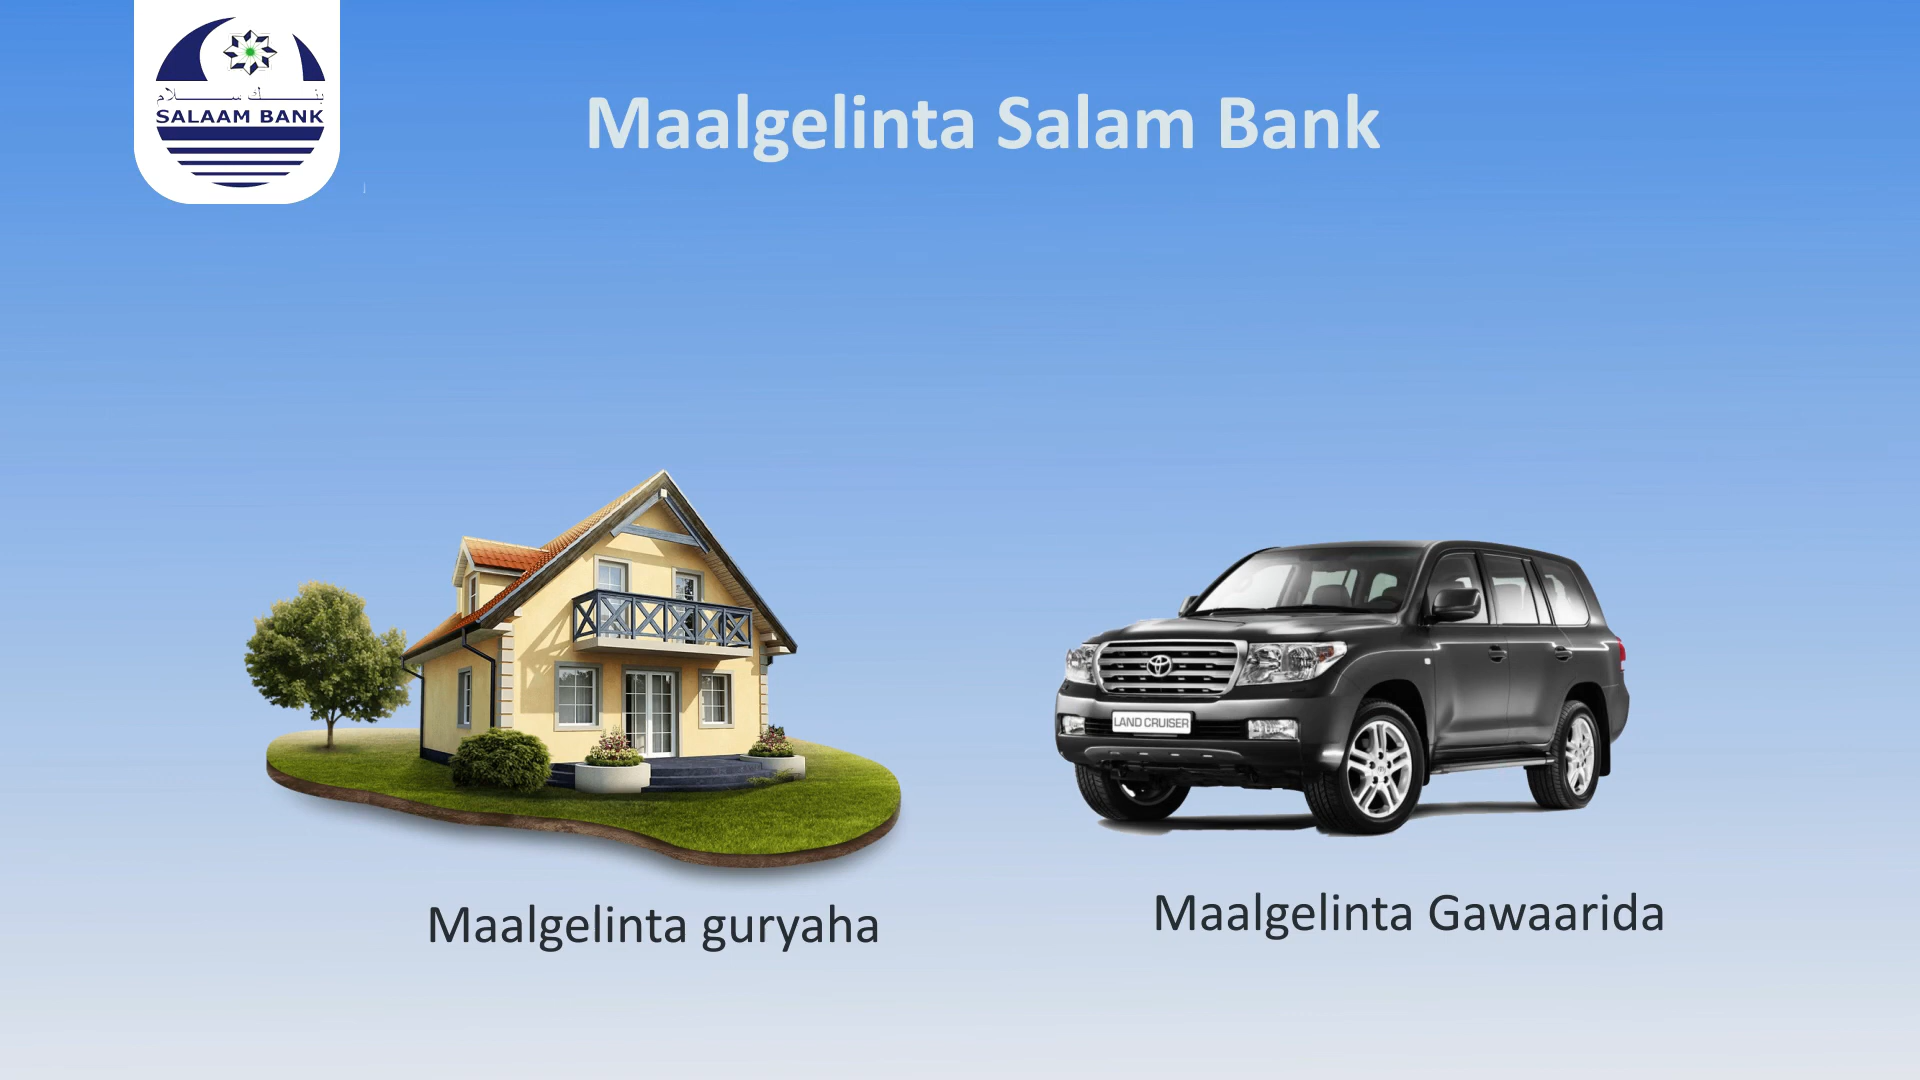 بنك سلام
SALAAM BANK
Maalgelinta Salam Bank
LAND CRUISER
Maalgelinta guryaha
Maalgelinta Gawaarida